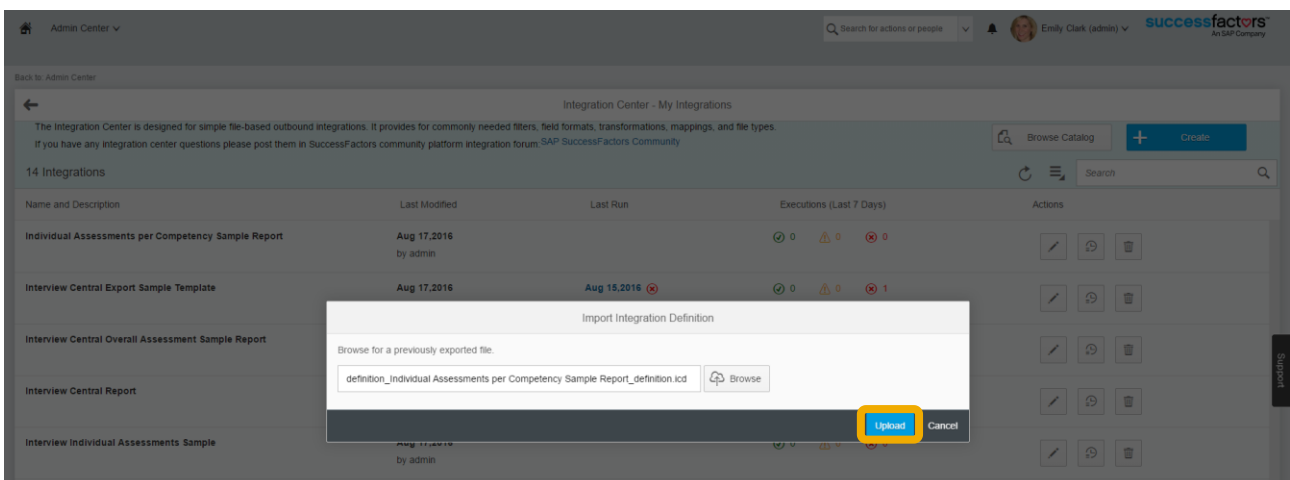 Admin Center
Search for actions or people
Emily Clark (admin)
successfactors™
An SAP Company
Back to: Admin Center
Integration Center - My Integrations
The Integration Center is designed for simple file-based outbound integrations. It provides for commonly needed filters, field formats, transformations, mappings, and file types.
If you have any integration center questions please post them in SuccessFactors community platform integration forum: SAP SuccessFactors Community
Browse Catalog
Create
14 Integrations
Search
Name and Description Last Modified Last Run Executions (Last 7 Days) Actions
Individual Assessments per Competency Sample Report Aug 17,2016 0 0 0
by admin
Interview Central Export Sample Template Aug 17,2016 Aug 15,2016 0 0 1
Import Integration Definition
Interview Central Overall Assessment Sample Report
Browse for a previously exported file.
definition_Individual Assessments per Competency Sample Report_definition.icd Browse
Support
Interview Central Report
Upload Cancel
Interview Individual Assessments Sample Aug 17,2016 0 0 0
by admin